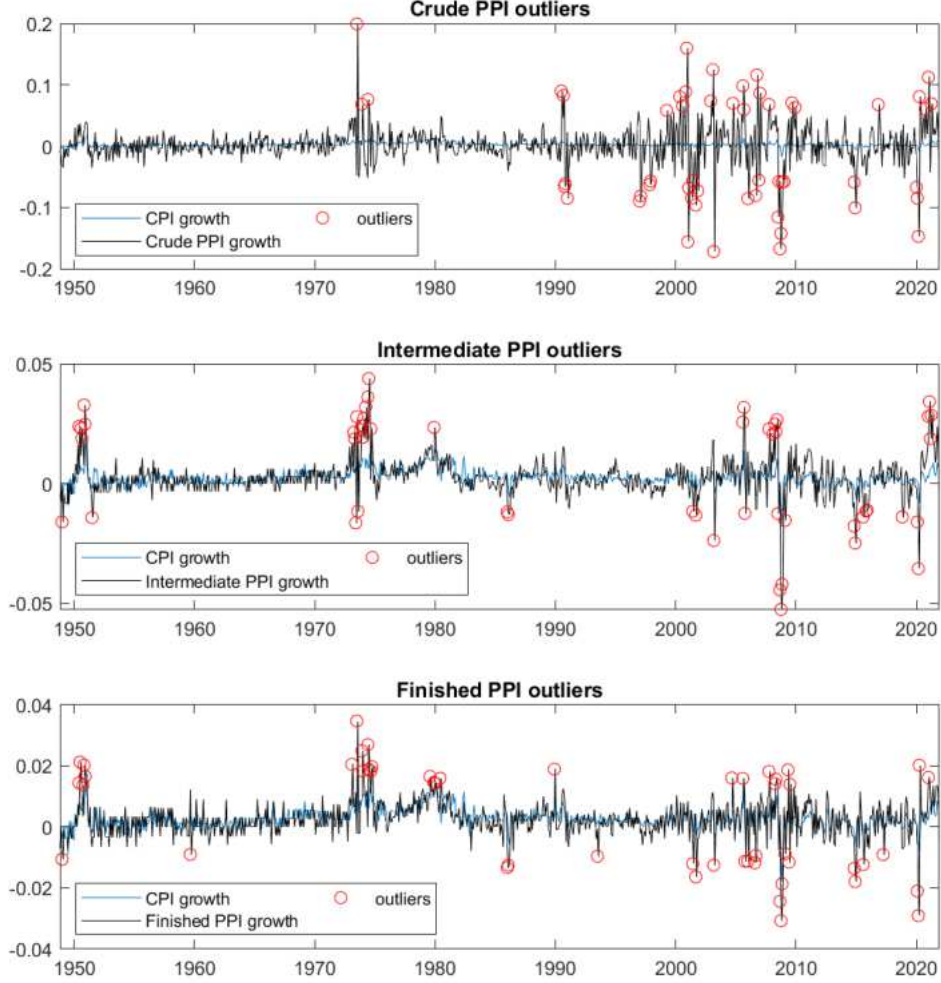 Crude PPI outliers
0.2
0.1
0
-0.1
-0.2
CPI growth
outliers
Crude PPI growth
1950 1960 1970 1980 1990 2000 2010 2020
Intermediate PPI outliers
0.05
0
-0.05
CPI growth
outliers
Intermediate PPI growth
1950 1960 1970 1980 1990 2000 2010 2020
Finished PPI outliers
0.04
0.02
0
-0.02
-0.04
CPI growth
outliers
Finished PPI growth
1950 1960 1970 1980 1990 2000 2010 2020